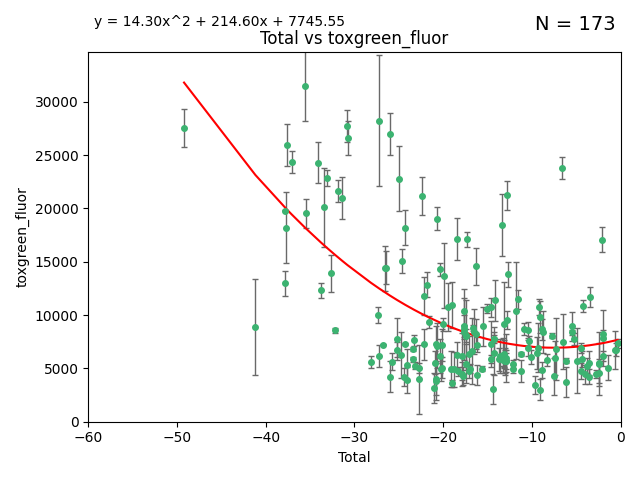 y = 14.30x^2 + 214.60x + 7745.55
N = 173
Total vs toxgreen_fluor
toxgreen_fluor
30000
25000
20000
15000
10000
5000
0
−60
−50
−40
−30
−20
−10
0
Total